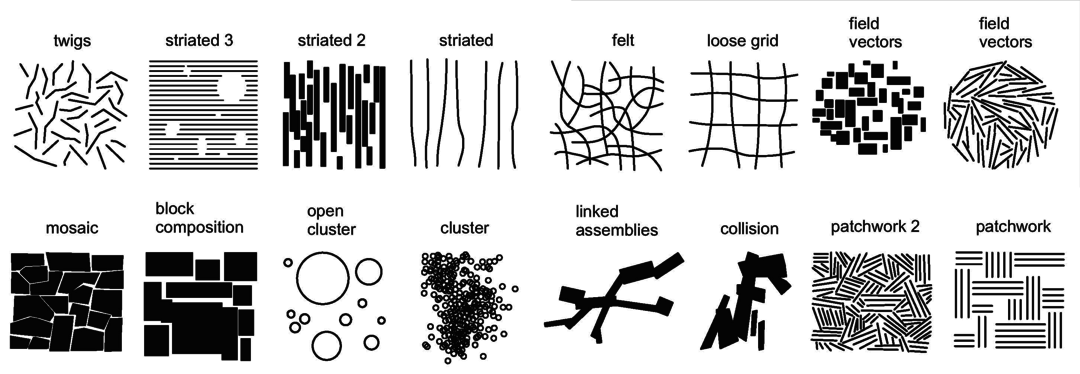 twigs
striated 3
striated 2
striated
felt
loose grid
field
vectors
field
vectors
mosaic
block
composition
open
cluster
cluster
linked
assemblies
collision
patchwork 2
patchwork